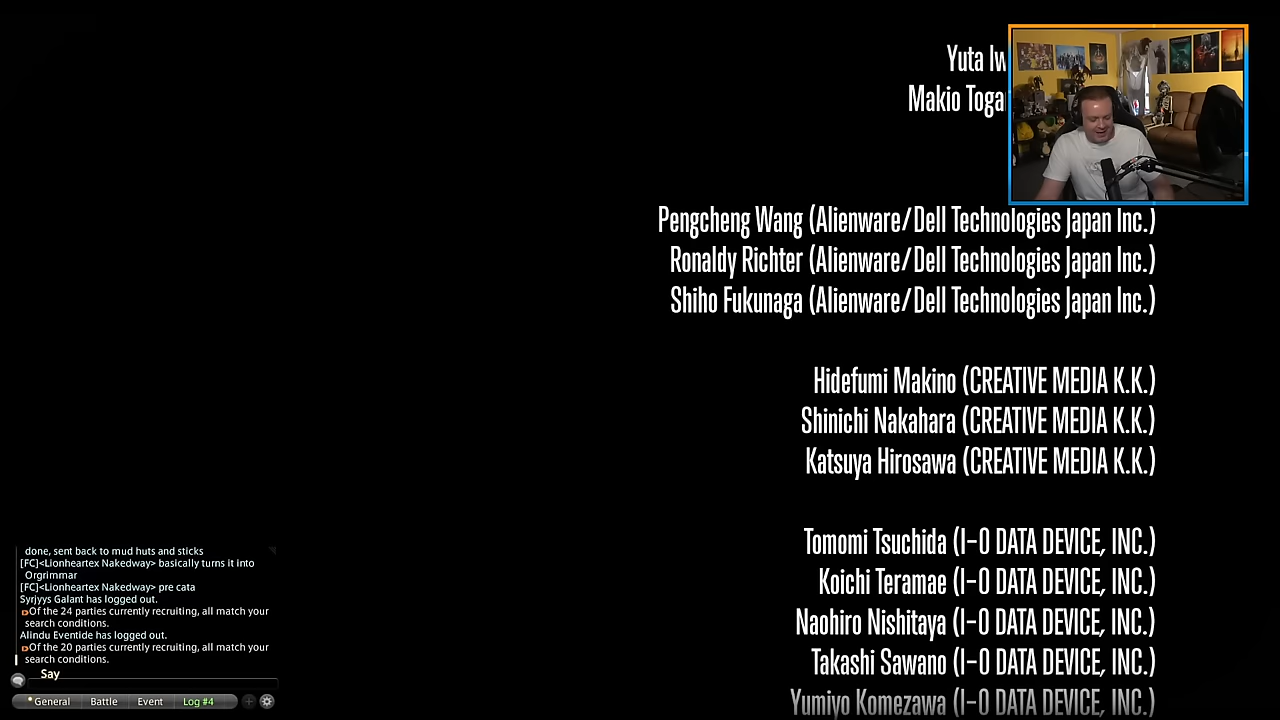 Yuta
Makio
Pengcheng Wang (Alienware/Dell Technologies Japan Inc.)
Ronaldy Richter (Alienware/Dell Technologies Japan Inc.)
Shiho Fukunaga (Alienware/Dell Technologies Japan Inc.)
Hidefumi Makino (CREATIVE MEDIA K.K.)
Shinichi Nakahara (CREATIVE MEDIA K.K.)
Katsuya Hirosawa (CREATIVE MEDIA K.K.)
Tomomi Tsuchida (I-O DATA DEVICE, INC.)
Koichi Teramae (I-O DATA DEVICE, INC.)
Naohiro Nishitaya (I-O DATA DEVICE, INC.)
Takashi Sawano (I-O DATA DEVICE, INC.)
Yumiyo Komezawa (I-O DATA DEVICE, INC.)
done, sent back to mud huts and sticks
[FC]<Lionheartex Nakedway> basically turns it into
Orgrimmar
[FC]<Lionheartex Nakedway> pre cata
Syrjyys Galant has logged out.
Of the 24 parties currently recruiting, all match your
search conditions.
Alindu Eventide has logged out.
Of the 20 parties currently recruiting, all match your
search conditions.
Say
General Battle Event Log #4